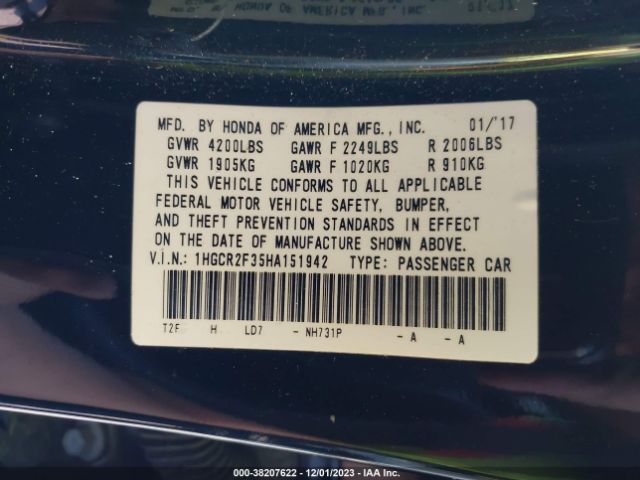 MFD. BY HONDA OF AMERICA MFG., INC. 01/'17
GVWR 4200LBS GAWR F 2249LBS R 2006LBS
GVWR 1905KG GAWR F 1020KG R 910KG
THIS VEHICLE CONFORMS TO ALL APPLICABLE
FEDERAL MOTOR VEHICLE SAFETY, BUMPER,
AND THEFT PREVENTION STANDARDS IN EFFECT
ON THE DATE OF MANUFACTURE SHOWN ABOVE.
V.I.N.: 1HGCR2F35HA151942 TYPE: PASSENGER CAR
T2F H LD7 - NH731P - A - A
000-38207622 - 12/01/2023 - IAA Inc.